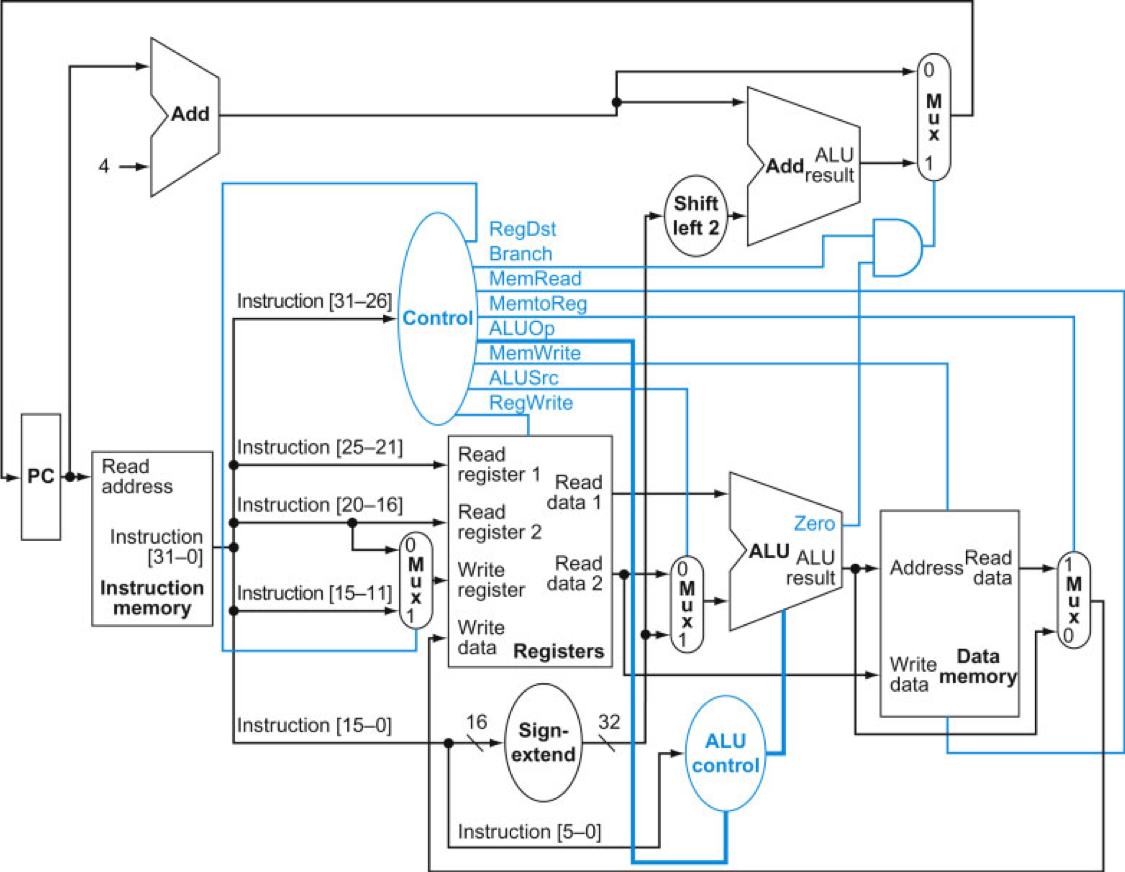 0
M
u
x
1
Add
4
Add
ALU
result
Shift
left 2
RegDst
Branch
MemRead
MemtoReg
ALUOp
MemWrite
ALUSrc
RegWrite
Instruction [31–26]
Control
PC
Read
address
Instruction
[31–0]
Instruction
memory
Instruction [25–21]
Instruction [20–16]
Instruction [15–11]
0
M
u
x
1
Read
register 1
Read
register 2
Write
register
Write
data
Read
data 1
Read
data 2
Registers
0
M
u
x
1
Zero
ALU
ALU
result
Address
Read
data
Write
data
Data
memory
1
M
u
x
0
Instruction [15–0]
16
Sign-
extend
32
ALU
control
Instruction [5–0]